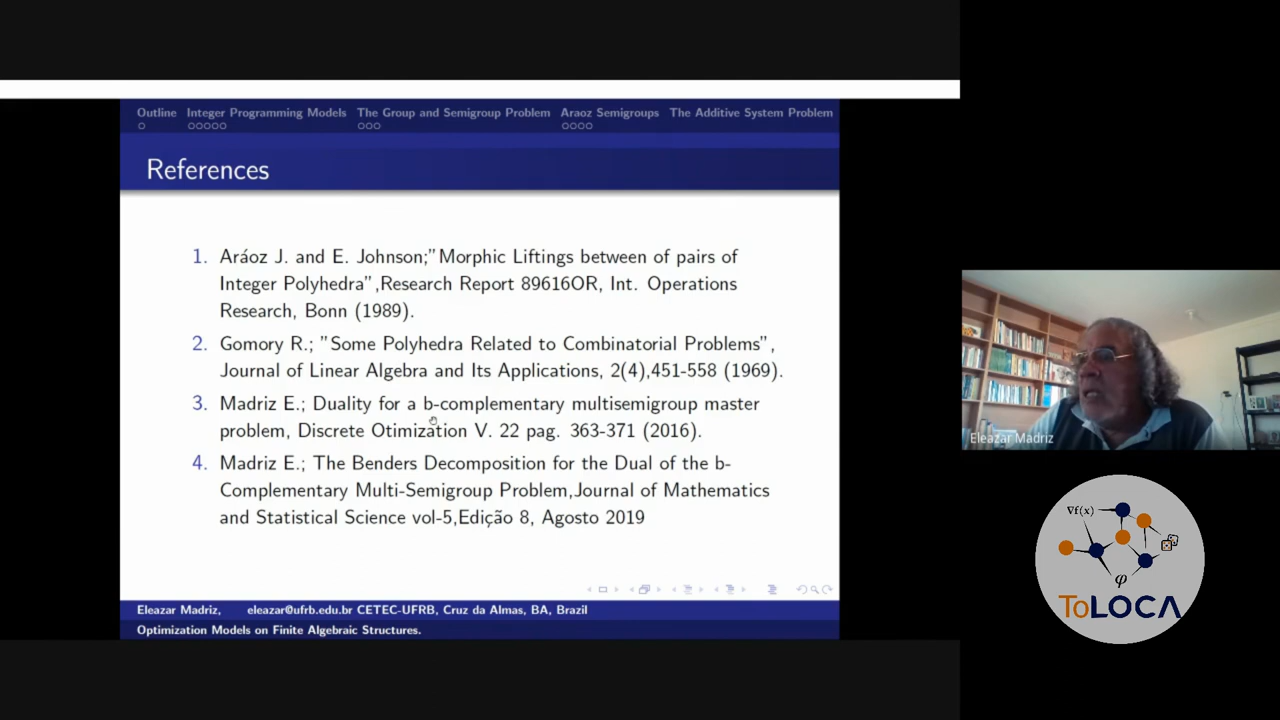 Outline Integer Programming Models The Group and Semigroup Problem Araoz Semigroups The Additive System Problem
References
1. Aráoz J. and E. Johnson;"Morphic Liftings between of pairs of
Integer Polyhedra",Research Report 89616OR, Int. Operations
Research, Bonn (1989).
2. Gomory R.; "Some Polyhedra Related to Combinatorial Problems",
Journal of Linear Algebra and Its Applications, 2(4),451-558 (1969).
3. Madriz E.; Duality for a b-complementary multisemigroup master
problem, Discrete Otimization V. 22 pag. 363-371 (2016).
4. Madriz E.; The Benders Decomposition for the Dual of the b-
Complementary Multi-Semigroup Problem,Journal of Mathematics
and Statistical Science vol-5,Edição 8, Agosto 2019
Eleazar Madriz, eleazar@ufrb.edu.br CETEC-UFRB, Cruz da Almas, BA, Brazil
Optimization Models on Finite Algebraic Structures.
Eleazar Madriz
∇f(x)
φ
ToLOCA